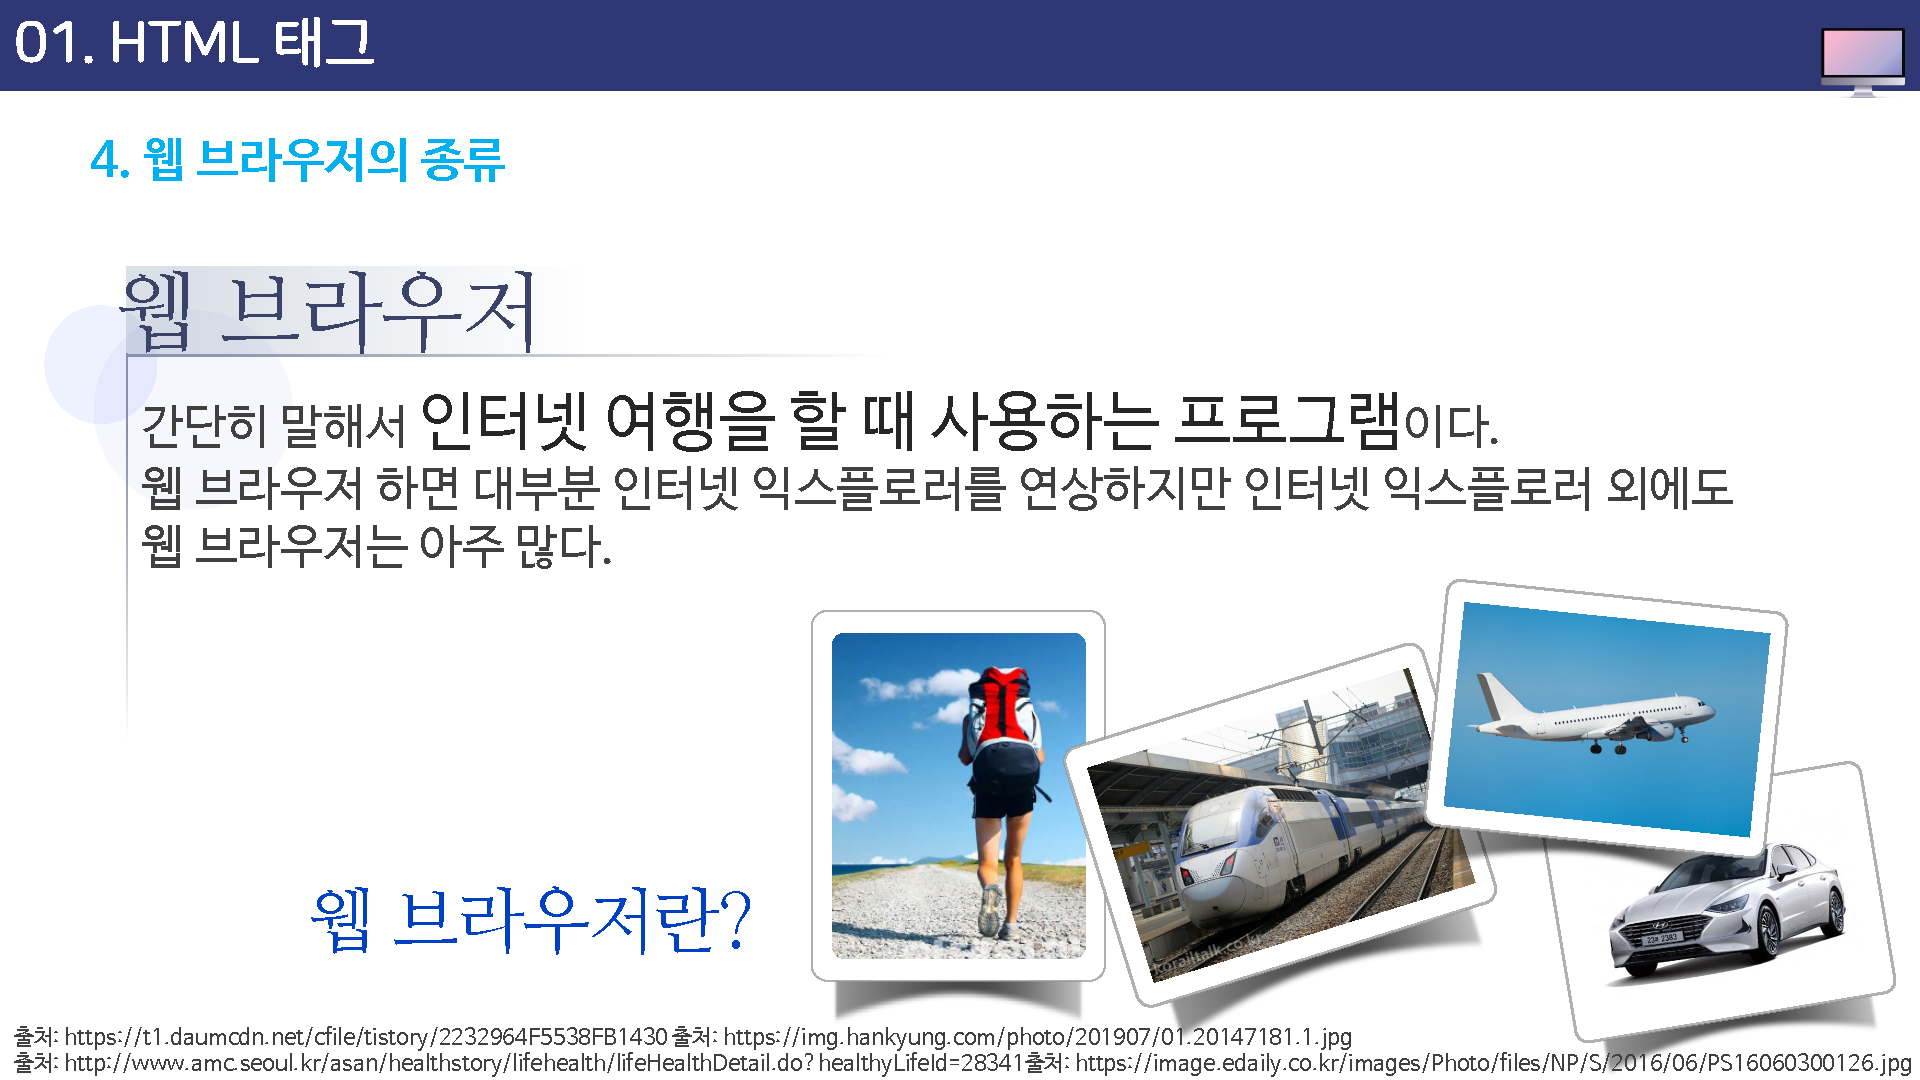 01. HTML 태그
4. 웹 브라우저의 종류
웹 브라우저
간단히 말해서 인터넷 여행을 할 때 사용하는 프로그램이다.
웹 브라우저 하면 대부분 인터넷 익스플로러를 연상하지만 인터넷 익스플로러 외에도
웹 브라우저는 아주 많다.
웹 브라우저란?
korailtalk.co.kr
출처: https://t1.daumcdn.net/cfile/tistory/2232964F5538FB1430 출처: https://img.hankyung.com/photo/201907/01.20147181.1.jpg
출처: http://www.amc.seoul.kr/asan/healthstory/lifehealth/lifeHealthDetail.do? healthyLifeId=28341출처: https://image.edaily.co.kr/images/Photo/files/NP/S/2016/06/PS16060300126.jpg